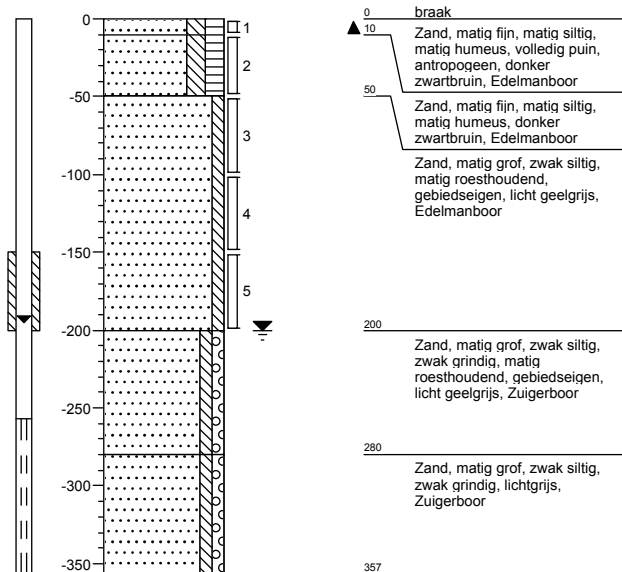 0
-50
-100
-150
-200
-250
-300
-350
1
2
3
4
5
0 braak
10 Zand, matig fijn, matig siltig,
matig humeus, volledig puin,
antropogeen, donker
zwartbruin, Edelmanboor
50 Zand, matig fijn, matig siltig,
matig humeus, donker
zwartbruin, Edelmanboor
Zand, matig grof, zwak siltig,
matig roesthoudend,
gebiedseigen, licht geelgrijs,
Edelmanboor
200
Zand, matig grof, zwak siltig,
zwak grindig, matig
roesthoudend, gebiedseigen,
licht geelgrijs, Zuigerboor
280
Zand, matig grof, zwak siltig,
zwak grindig, lichtgrijs,
Zuigerboor
357